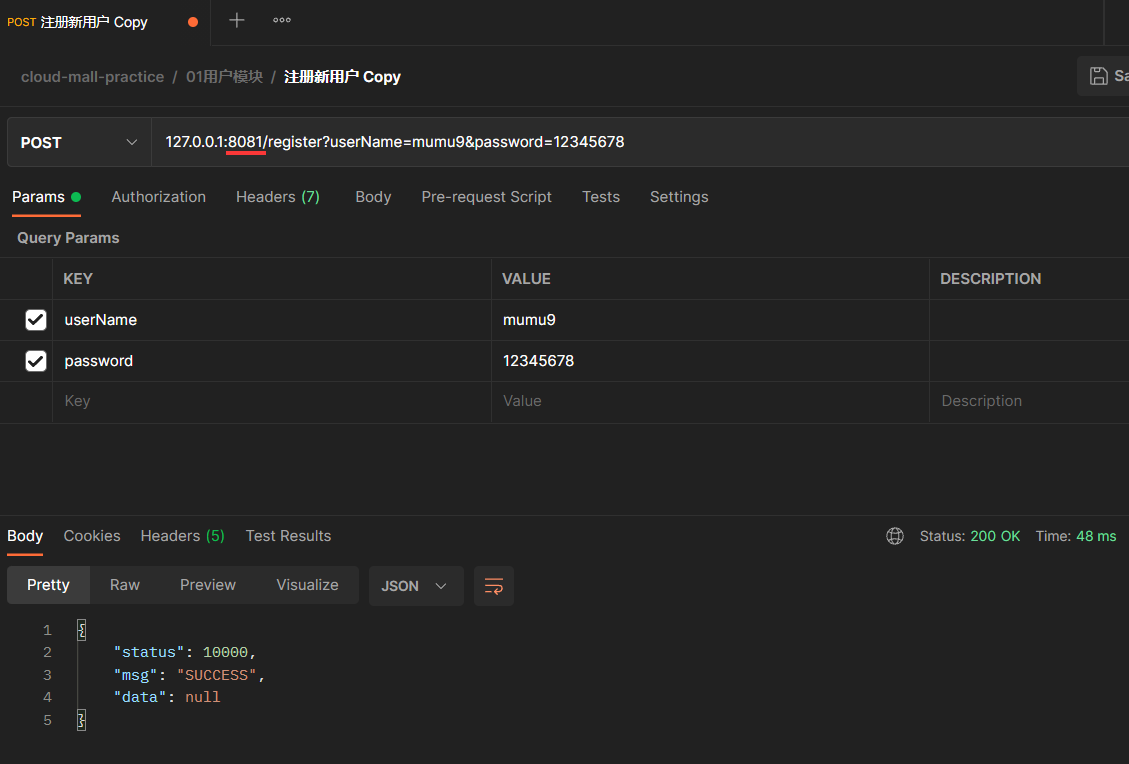 POST 注册新用户 Copy
cloud-mall-practice / 01用户模块 / 注册新用户 Copy
Sa
POST 127.0.0.1:8081/register?userName=mumu9&password=12345678
Params Authorization Headers (7) Body Pre-request Script Tests Settings
Query Params
KEY VALUE DESCRIPTION
userName mumu9
password 12345678
Key Value Description
Body Cookies Headers (5) Test Results Status: 200 OK Time: 48 ms
Pretty Raw Preview Visualize JSON
1 {
2 "status": 10000,
3 "msg": "SUCCESS",
4 "data": null
5 }